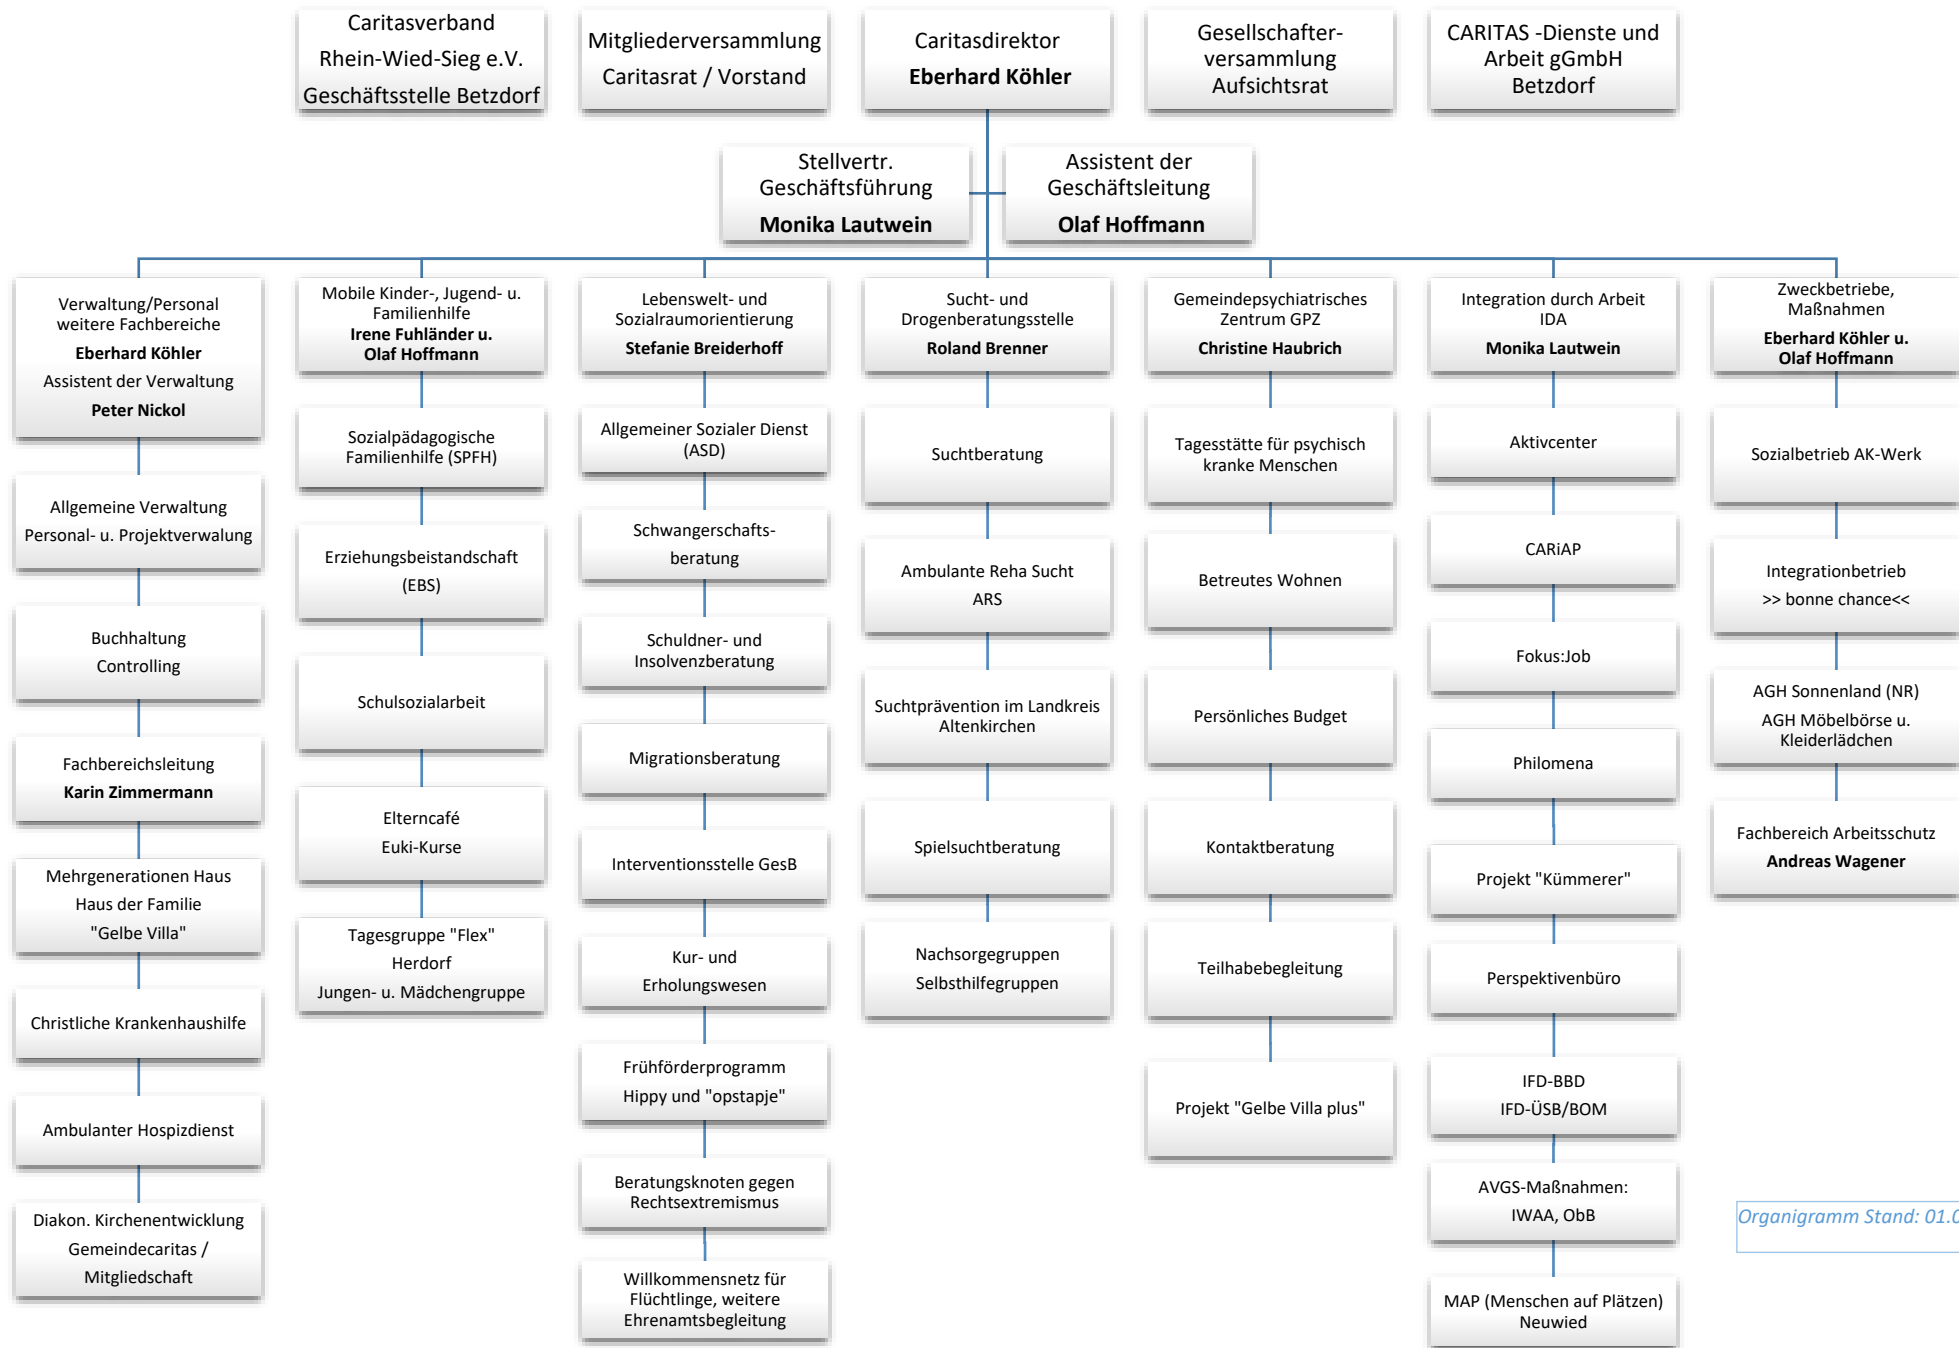 Caritasverband
Rhein-Wied-Sieg e.V.
Geschäftsstelle Betzdorf
Mitgliederversammlung
Caritasrat / Vorstand
Caritasdirektor
Eberhard Köhler
Gesellschafter-
versammlung
Aufsichtsrat
CARITAS -Dienste und
Arbeit gGmbH
Betzdorf
Stellvertr.
Geschäftsführung
Monika Lautwein
Assistent der
Geschäftsleitung
Olaf Hoffmann
Verwaltung/Personal
weitere Fachbereiche
Eberhard Köhler
Assistent der Verwaltung
Peter Nickol
Allgemeine Verwaltung
Personal- u. Projektverwalung
Buchhaltung
Controlling
Fachbereichsleitung
Karin Zimmermann
Mehrgenerationen Haus
Haus der Familie
"Gelbe Villa"
Christliche Krankenhaushilfe
Ambulanter Hospizdienst
Diakon. Kirchenentwicklung
Gemeindecaritas /
Mitgliedschaft
Mobile Kinder-, Jugend- u.
Familienhilfe
Irene Fuhländer u.
Olaf Hoffmann
Sozialpädagogische
Familienhilfe (SPFH)
Erziehungsbeistandschaft
(EBS)
Schulsozialarbeit
Elterncafé
Euki-Kurse
Tagesgruppe "Flex"
Herdorf
Jungen- u. Mädchengruppe
Lebenswelt- und
Sozialraumorientierung
Stefanie Breiderhoff
Allgemeiner Sozialer Dienst
(ASD)
Schwangerschafts-
beratung
Schuldner- und
Insolvenzberatung
Migrationsberatung
Interventionsstelle GesB
Kur- und
Erholungswesen
Frühförderprogramm
Hippy und "opstapje"
Beratungsknoten gegen
Rechtsextremismus
Willkommensnetz für
Flüchtlinge, weitere
Ehrenamtsbegleitung
Sucht- und
Drogenberatungsstelle
Roland Brenner
Suchtberatung
Ambulante Reha Sucht
ARS
Suchtprävention im Landkreis
Altenkirchen
Spielsuchtberatung
Nachsorgegruppen
Selbsthilfegruppen
Gemeindepsychiatrisches
Zentrum GPZ
Christine Haubrich
Tagesstätte für psychisch
kranke Menschen
Betreutes Wohnen
Persönliches Budget
Kontaktberatung
Teilhabebegleitung
Projekt "Gelbe Villa plus"
Integration durch Arbeit
IDA
Monika Lautwein
Aktivcenter
CARiAP
Fokus:Job
Philomena
Projekt "Kümmerer"
Perspektivenbüro
IFD-BBD
IFD-ÜSB/BOM
AVGS-Maßnahmen:
IWAA, ObB
MAP (Menschen auf Plätzen)
Neuwied
Zweckbetriebe,
Maßnahmen
Eberhard Köhler u.
Olaf Hoffmann
Sozialbetrieb AK-Werk
Integrationbetrieb
>> bonne chance<<
AGH Sonnenland (NR)
AGH Möbelbörse u.
Kleiderlädchen
Fachbereich Arbeitsschutz
Andreas Wagener
Organigramm Stand: 01.0